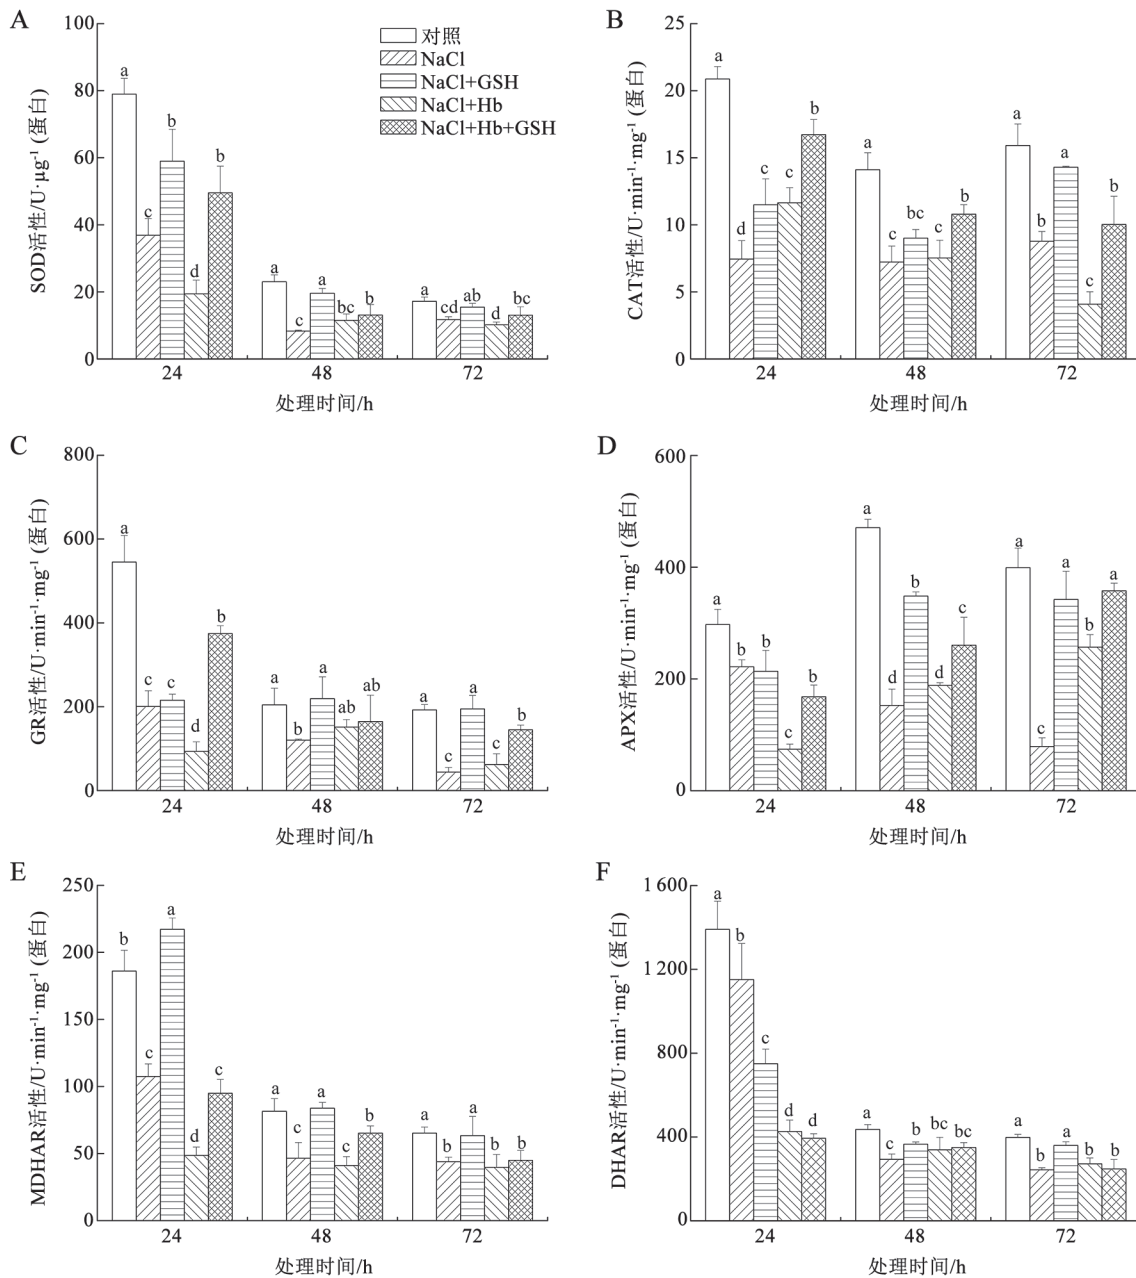 A
SOD活性/U·μg⁻¹ (蛋白)
100
80
60
40
20
0
对照
NaCl
NaCl+GSH
NaCl+Hb
NaCl+Hb+GSH
a c b d b
a c a bc b
a cd ab d bc
24 48 72
处理时间/h
B
CAT活性/U·min⁻¹·mg⁻¹ (蛋白)
25
20
15
10
5
0
a d c c b
a c bc c b
a b a c b
24 48 72
处理时间/h
C
GR活性/U·min⁻¹·mg⁻¹ (蛋白)
800
600
400
200
0
a c c d b
a b a ab ab
a c a c b
24 48 72
处理时间/h
D
APX活性/U·min⁻¹·mg⁻¹ (蛋白)
600
400
200
0
a b b c b
a d b d c
a c a b a
24 48 72
处理时间/h
E
MDHAR活性/U·min⁻¹·mg⁻¹ (蛋白)
250
200
150
100
50
0
b c a d c
a c a c b
a b a b b
24 48 72
处理时间/h
F
DHAR活性/U·min⁻¹·mg⁻¹ (蛋白)
1 600
1 200
800
400
0
a b c d d
a c b bc bc
a b a b b
24 48 72
处理时间/h